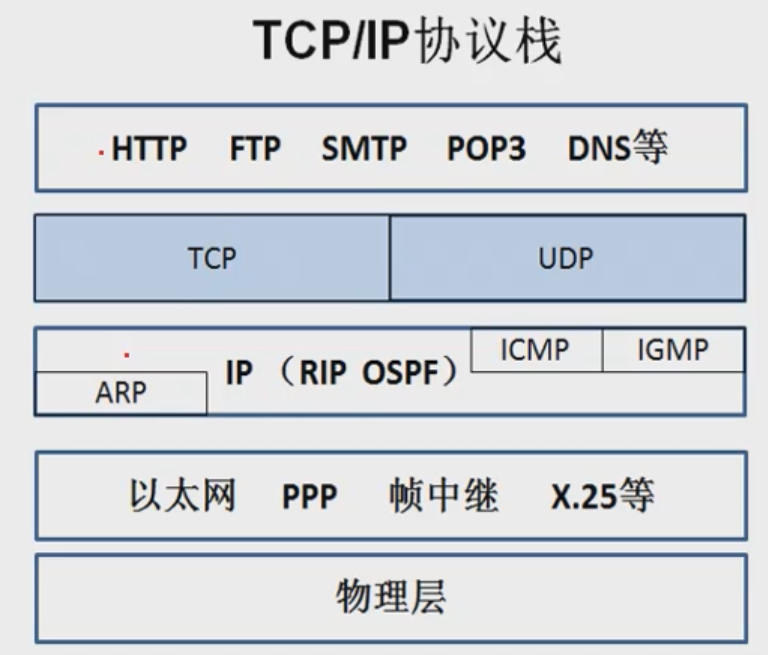 TCP/IP协议栈
HTTP FTP SMTP POP3 DNS等
TCP UDP
ICMP IGMP
IP （RIP OSPF）
ARP
以太网 PPP 帧中继 X.25等
物理层